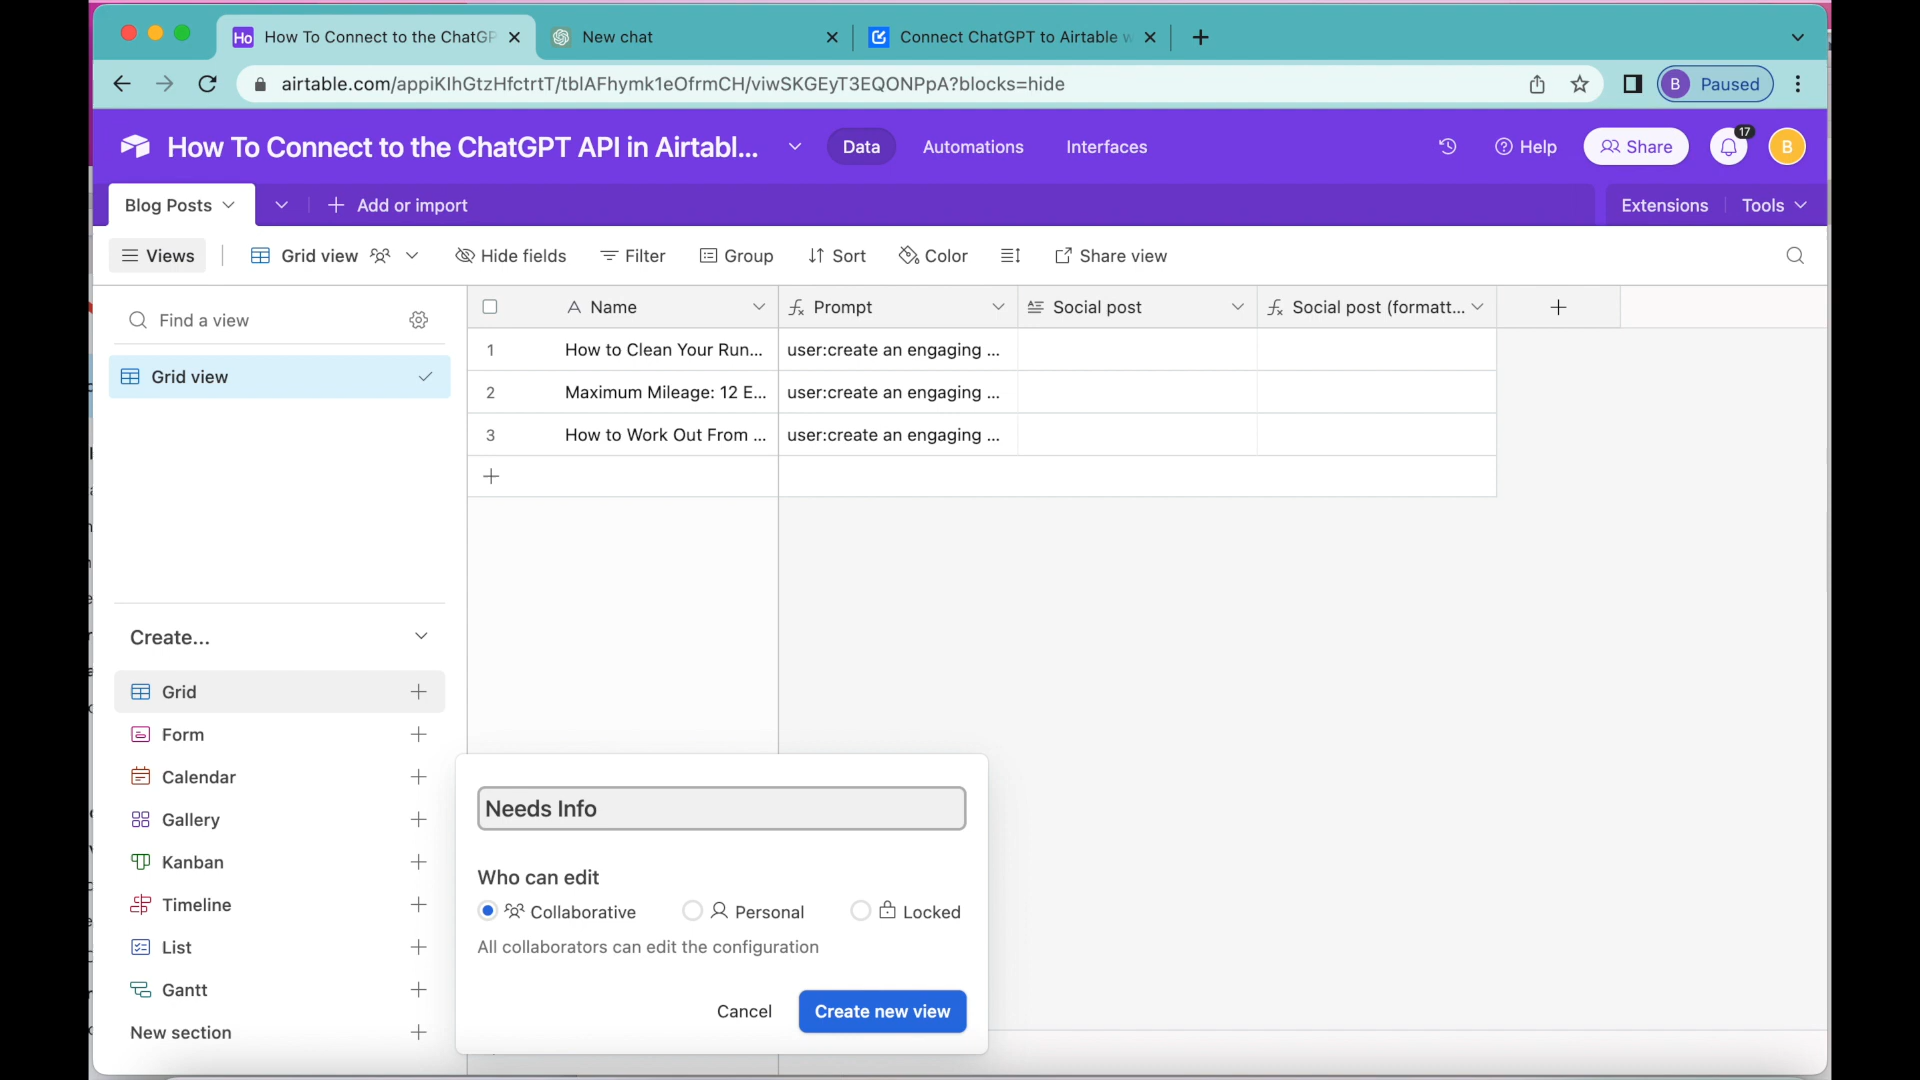 Ho How To Connect to the ChatGP
New chat
Connect ChatGPT to Airtable w
airtable.com/appiKIhGtzHfctrtT/tblAFhymk1eOfrmCH/viwSKGEyT3EQONPpA?blocks=hide
B Paused
How To Connect to the ChatGPT API in Airtabl...
Data
Automations
Interfaces
Help
Share
17
B
Blog Posts
Add or import
Extensions
Tools
Views
Grid view
Hide fields
Filter
Group
Sort
Color
Share view
Find a view
Name
Prompt
Social post
Social post (formatt...
1 How to Clean Your Run... user:create an engaging ...
Grid view
2 Maximum Mileage: 12 E... user:create an engaging ...
3 How to Work Out From ... user:create an engaging ...
Create...
Grid
Form
Calendar
Gallery
Kanban
Timeline
List
Gantt
New section
Needs Info
Who can edit
Collaborative
Personal
Locked
All collaborators can edit the configuration
Cancel
Create new view